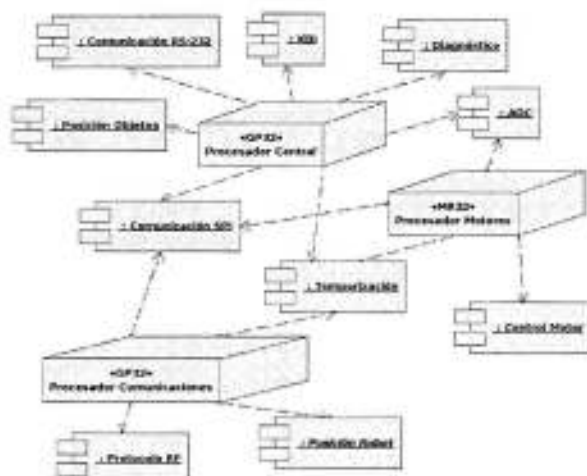 : Comunicación RS-232
: KBI
: Diagnóstico
: Posición Objetos
«GP32»
Procesador Central
: ADC
«MR32»
Procesador Motores
: Comunicación SPI
: Temporización
: Control Motor
«GP32»
Procesador Comunicaciones
: Posición Robot
: Protocolo RF